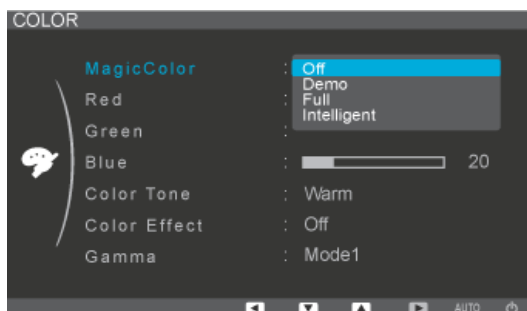 COLOR
MagicColor : Off
Demo
Red : Full
Intelligent
Green :
Blue : 20
Color Tone : Warm
Color Effect : Off
Gamma : Mode1
AUTO